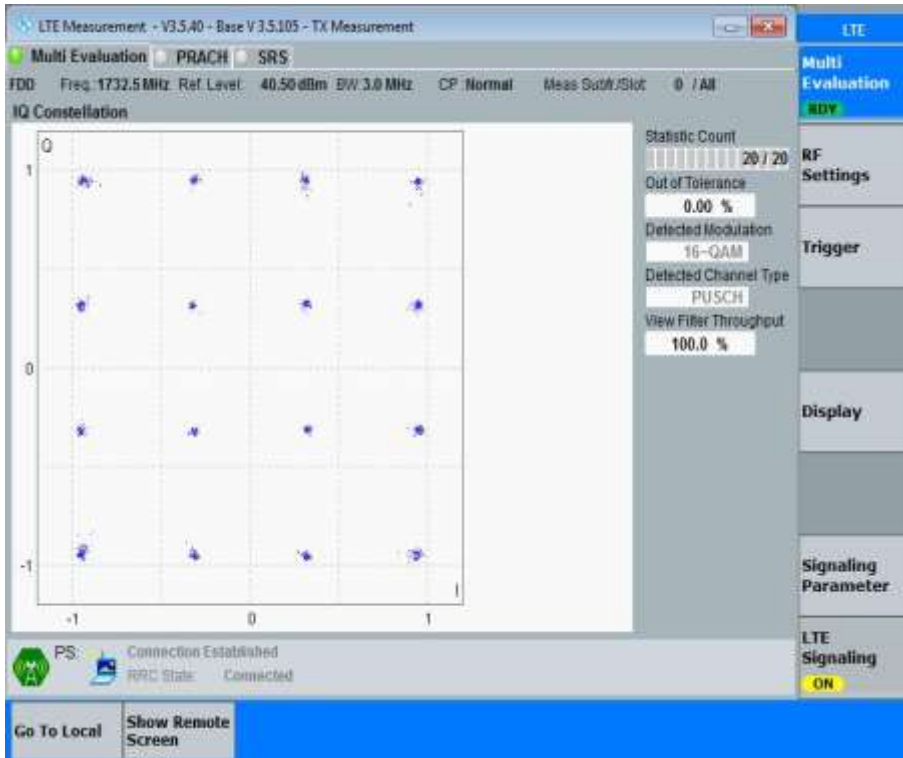 LTE Measurement - V3.5.40 - Base V 3.5.105 - TX Measurement
Multi Evaluation PRACH SRS
FDD Freq.:1732.5 MHz Ref. Level: 40.50 dBm BW:3.0 MHz CP :Normal Meas Subfr./Slot: 0 / All
IQ Constellation
Q
1
0
-1
-1 0 1
I
Statistic Count
20 / 20
Out of Tolerance
0.00 %
Detected Modulation
16-QAM
Detected Channel Type
PUSCH
View Filter Throughput
100.0 %
PS:
Connection Established
RRC State: Connected
LTE
Multi
Evaluation
RDY
RF
Settings
Trigger
Display
Signaling
Parameter
LTE
Signaling
ON
Go To Local
Show Remote
Screen